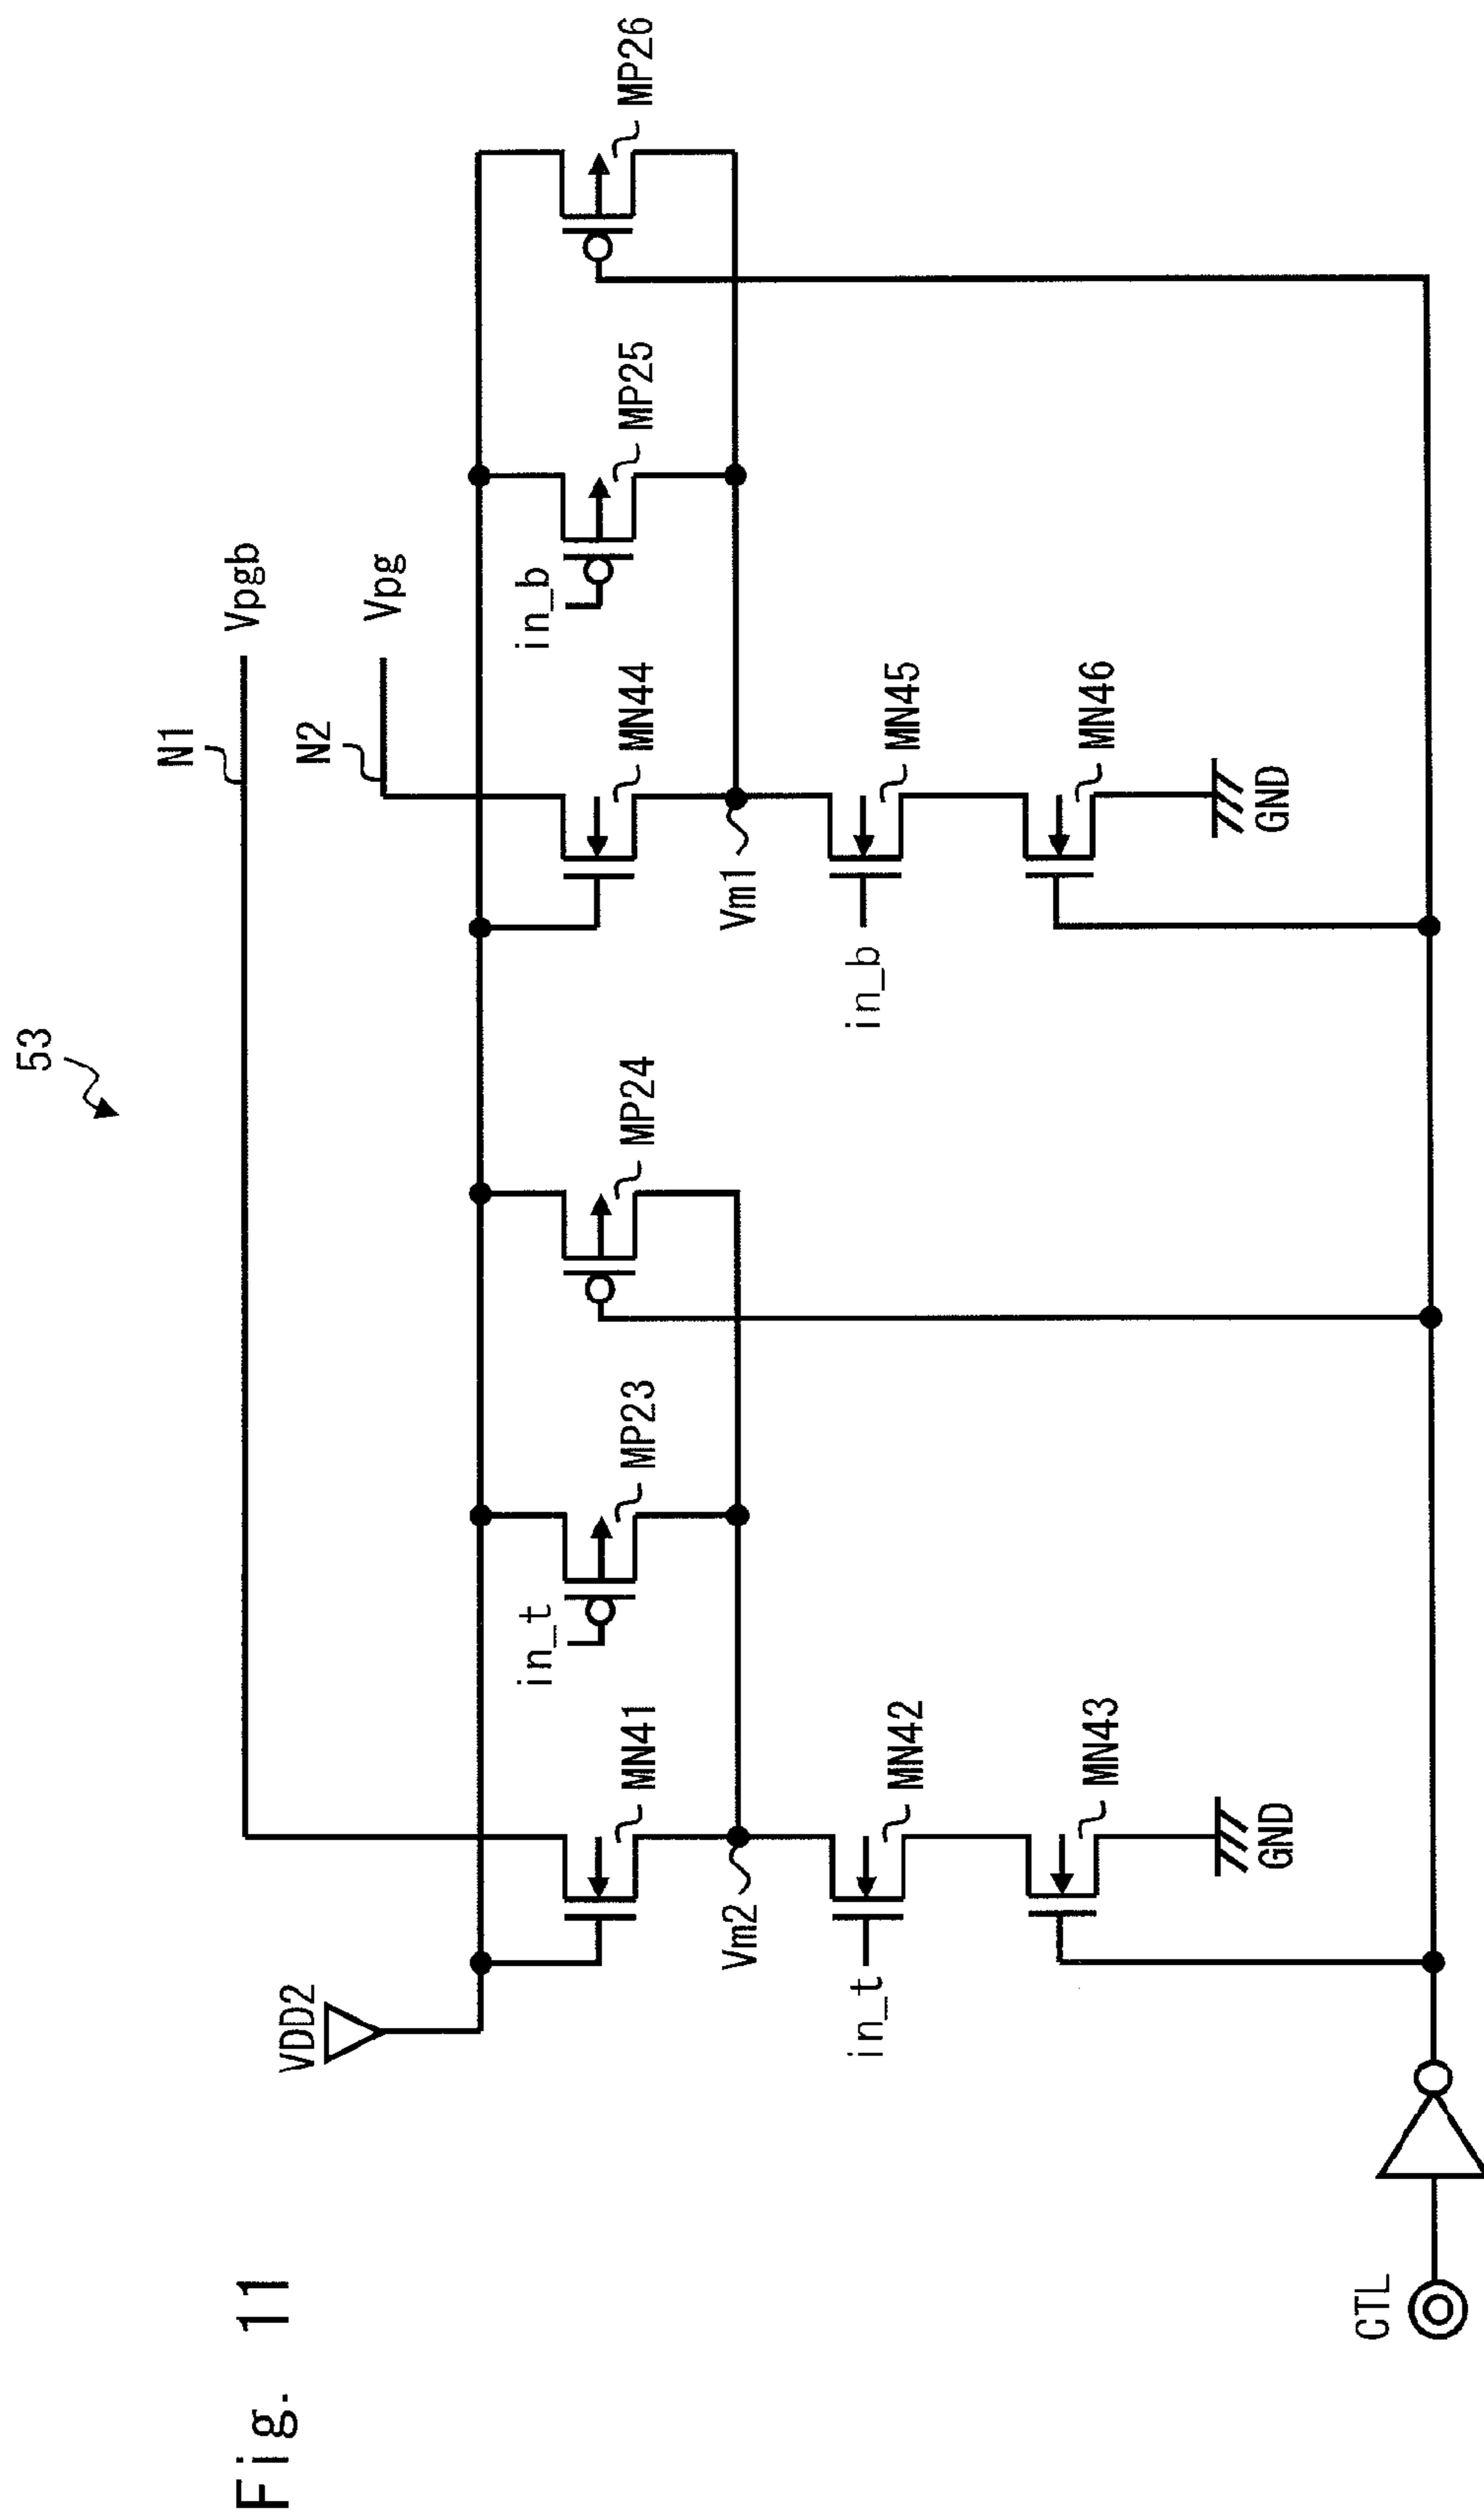 Fig. 11
53
N1
Vpgb
N2
Vpg
VDD2
in_t
in_b
MN41
MP23
MP24
MN44
MP25
MP26
Vm2
Vm1
in_t
MN42
in_b
MN45
MN43
MN46
GND
GND
CTL